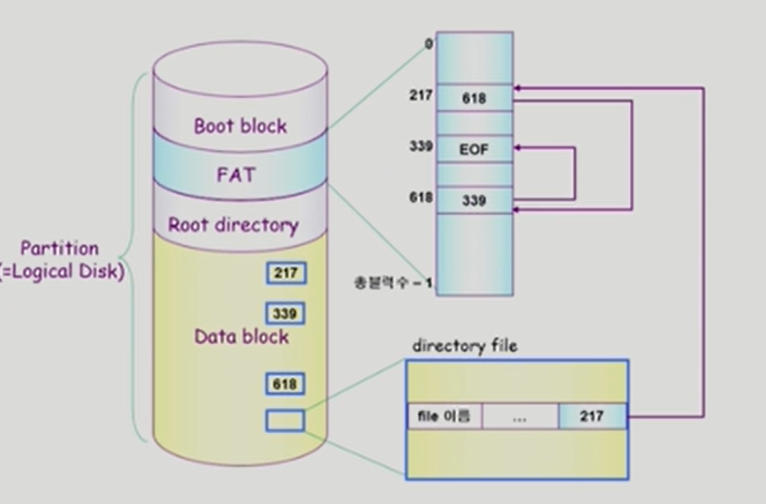 Boot block
FAT
Root directory
Partition
(=Logical Disk)
217
339
Data block
618
0
217 618
339 EOF
618 339
총블럭수 - 1
directory file
file 이름 ... 217